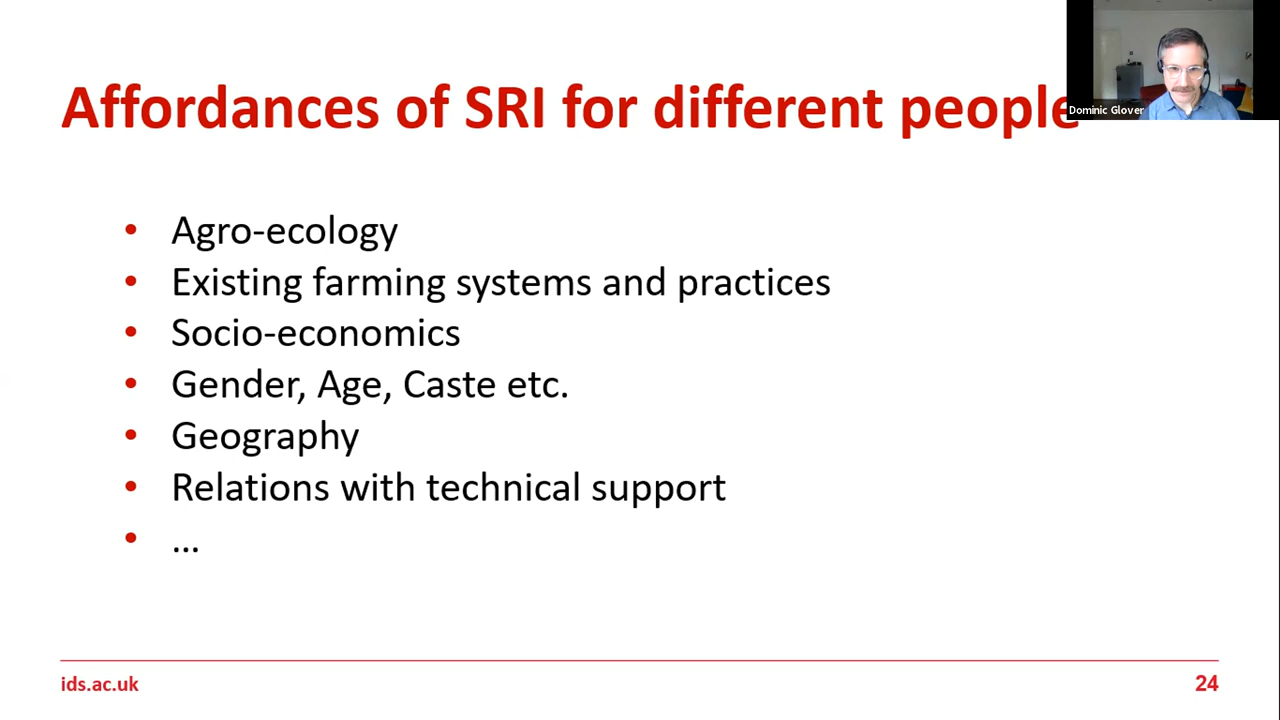 Affordances of SRI for different people
Dominic Glover
• Agro-ecology
• Existing farming systems and practices
• Socio-economics
• Gender, Age, Caste etc.
• Geography
• Relations with technical support
• ...
ids.ac.uk
24